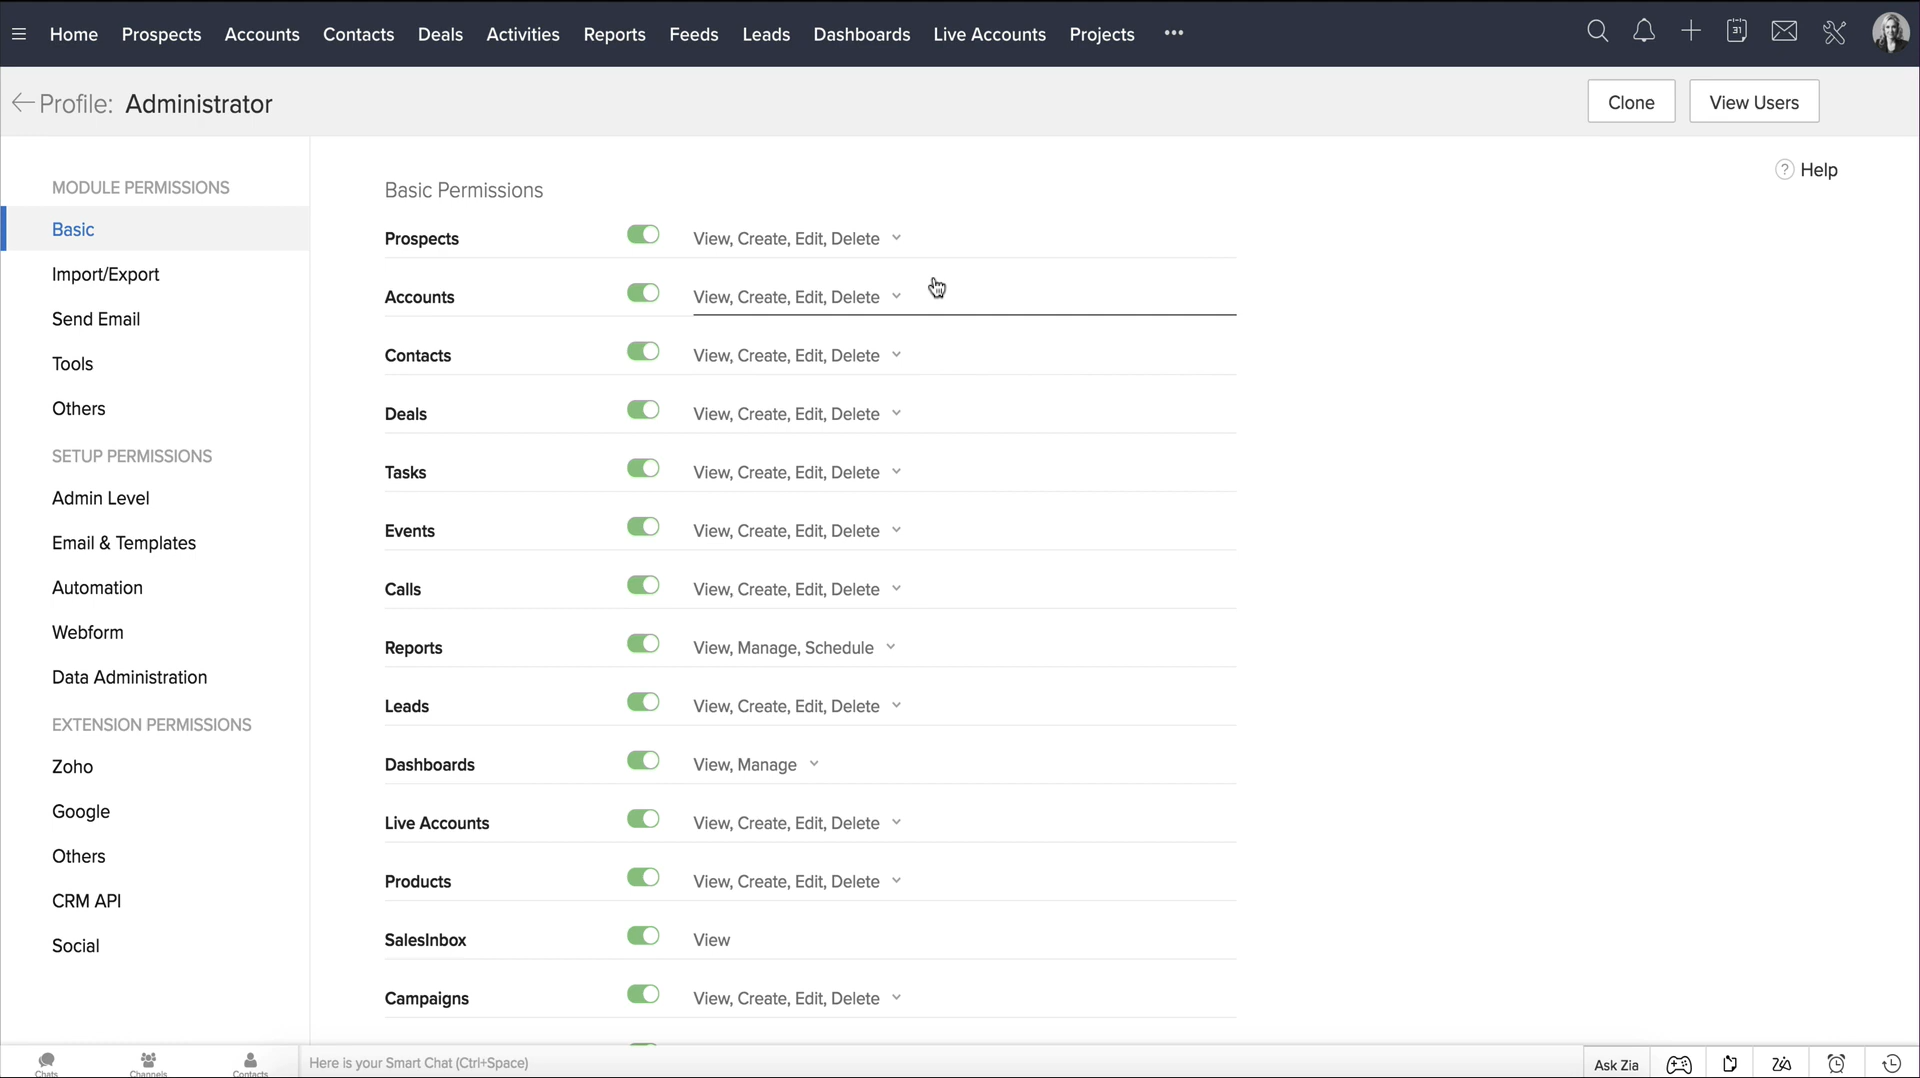 Home Prospects Accounts Contacts Deals Activities Reports Feeds Leads Dashboards Live Accounts Projects •••
31
Profile: Administrator
Clone View Users
? Help
MODULE PERMISSIONS
Basic
Import/Export
Send Email
Tools
Others
SETUP PERMISSIONS
Admin Level
Email & Templates
Automation
Webform
Data Administration
EXTENSION PERMISSIONS
Zoho
Google
Others
CRM API
Social
Basic Permissions
Prospects View, Create, Edit, Delete
Accounts View, Create, Edit, Delete
Contacts View, Create, Edit, Delete
Deals View, Create, Edit, Delete
Tasks View, Create, Edit, Delete
Events View, Create, Edit, Delete
Calls View, Create, Edit, Delete
Reports View, Manage, Schedule
Leads View, Create, Edit, Delete
Dashboards View, Manage
Live Accounts View, Create, Edit, Delete
Products View, Create, Edit, Delete
SalesInbox View
Campaigns View, Create, Edit, Delete
Chats Channels Contacts Here is your Smart Chat (Ctrl+Space) Ask Zia